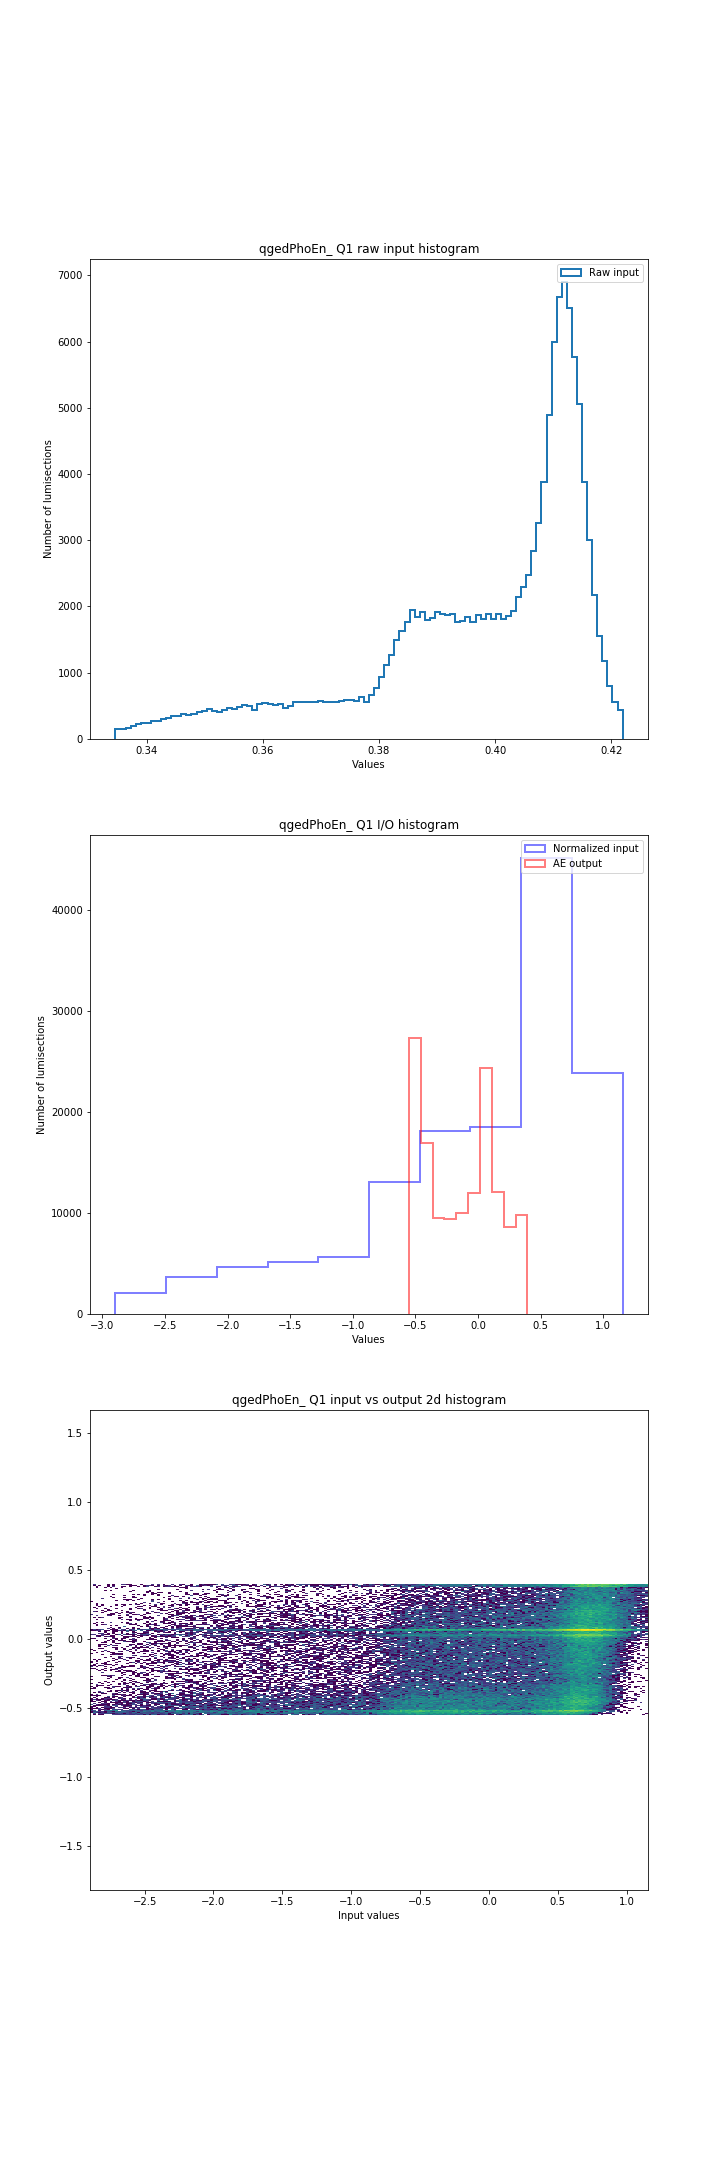 qgedPhoEn_ Q1 raw input histogram
Raw input
7000
6000
5000
4000
3000
2000
1000
0
Number of lumisections
0.34 0.36 0.38 0.40 0.42
Values
qgedPhoEn_ Q1 I/O histogram
Normalized input
AE output
40000
30000
20000
10000
0
Number of lumisections
−3.0 −2.5 −2.0 −1.5 −1.0 −0.5 0.0 0.5 1.0
Values
qgedPhoEn_ Q1 input vs output 2d histogram
1.5
1.0
0.5
0.0
−0.5
−1.0
−1.5
Output values
−2.5 −2.0 −1.5 −1.0 −0.5 0.0 0.5 1.0
Input values